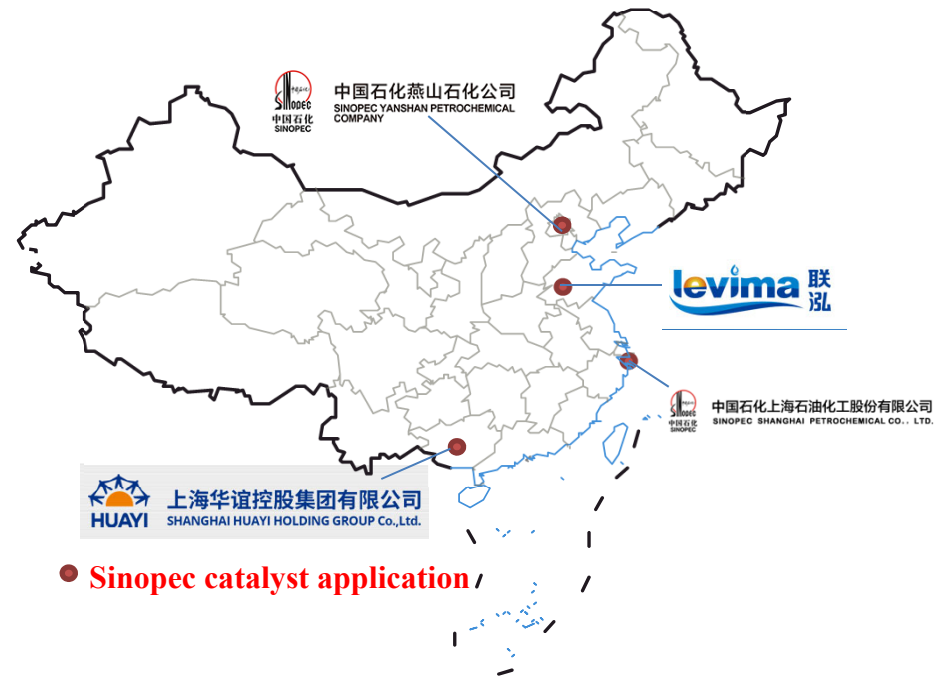 SINOPEC
中国石化
SINOPEC
中国石化燕山石化公司
SINOPEC YANSHAN PETROCHEMICAL
COMPANY
levima 联泓
SINOPEC
中国石化
SINOPEC
中国石化上海石油化工股份有限公司
SINOPEC SHANGHAI PETROCHEMICAL CO.. LTD.
HUAYI
上海华谊控股集团有限公司
SHANGHAI HUAYI HOLDING GROUP Co.,Ltd.
Sinopec catalyst application